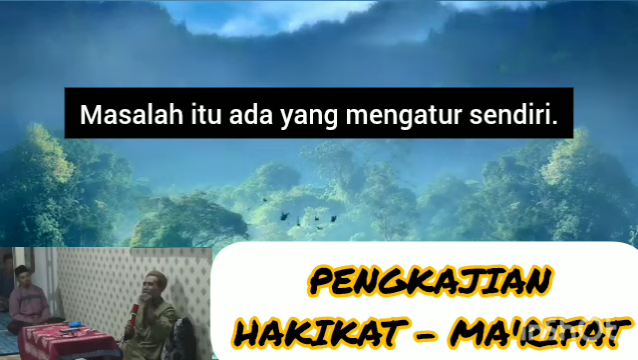 Masalah itu ada yang mengatur sendiri.
PENGKAJIAN
HAKIKAT - MA'RIFAT